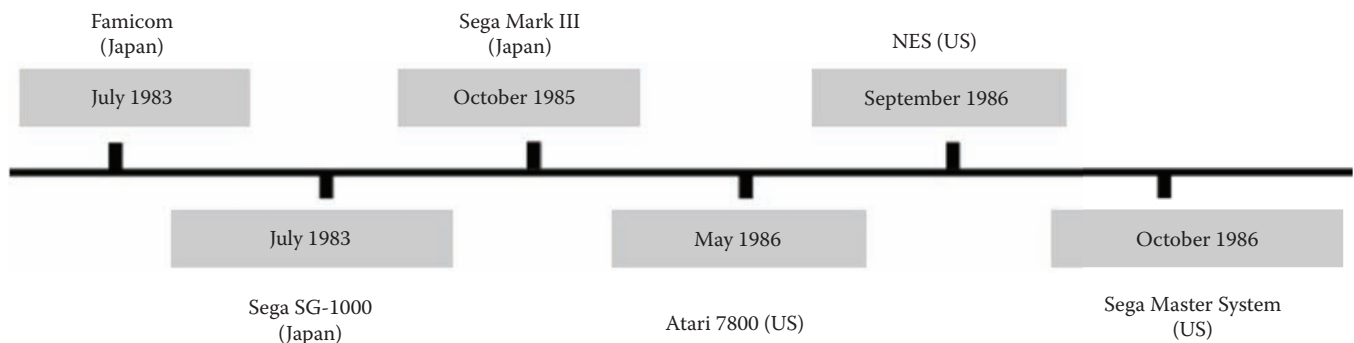 Famicom
(Japan)
Sega Mark III
(Japan)
NES (US)
July 1983
October 1985
September 1986
July 1983
May 1986
October 1986
Sega SG-1000
(Japan)
Atari 7800 (US)
Sega Master System
(US)